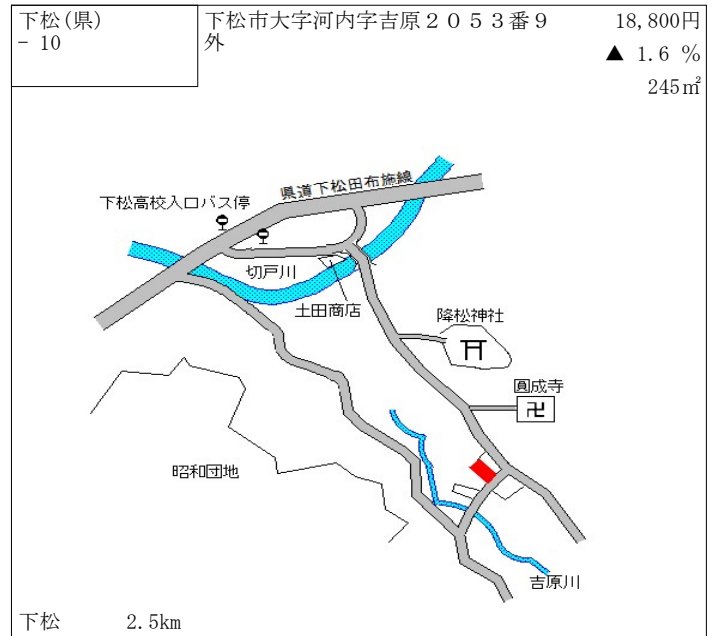 下松(県)
- 10
下松市大字河内字吉原２０５３番９
外
18,800円
▲ 1.6 %
245㎡
県道下松田布施線
下松高校入口バス停
切戸川
土田商店
降松神社
圓成寺
卍
昭和団地
吉原川
下松 2.5km